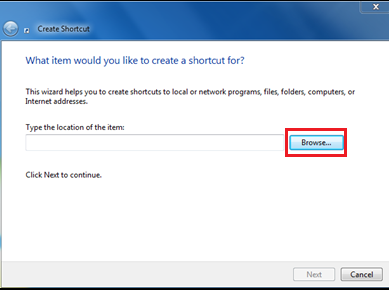 Create Shortcut
What item would you like to create a shortcut for?
This wizard helps you to create shortcuts to local or network programs, files, folders, computers, or
Internet addresses.
Type the location of the item:
Browse...
Click Next to continue.
Next
Cancel